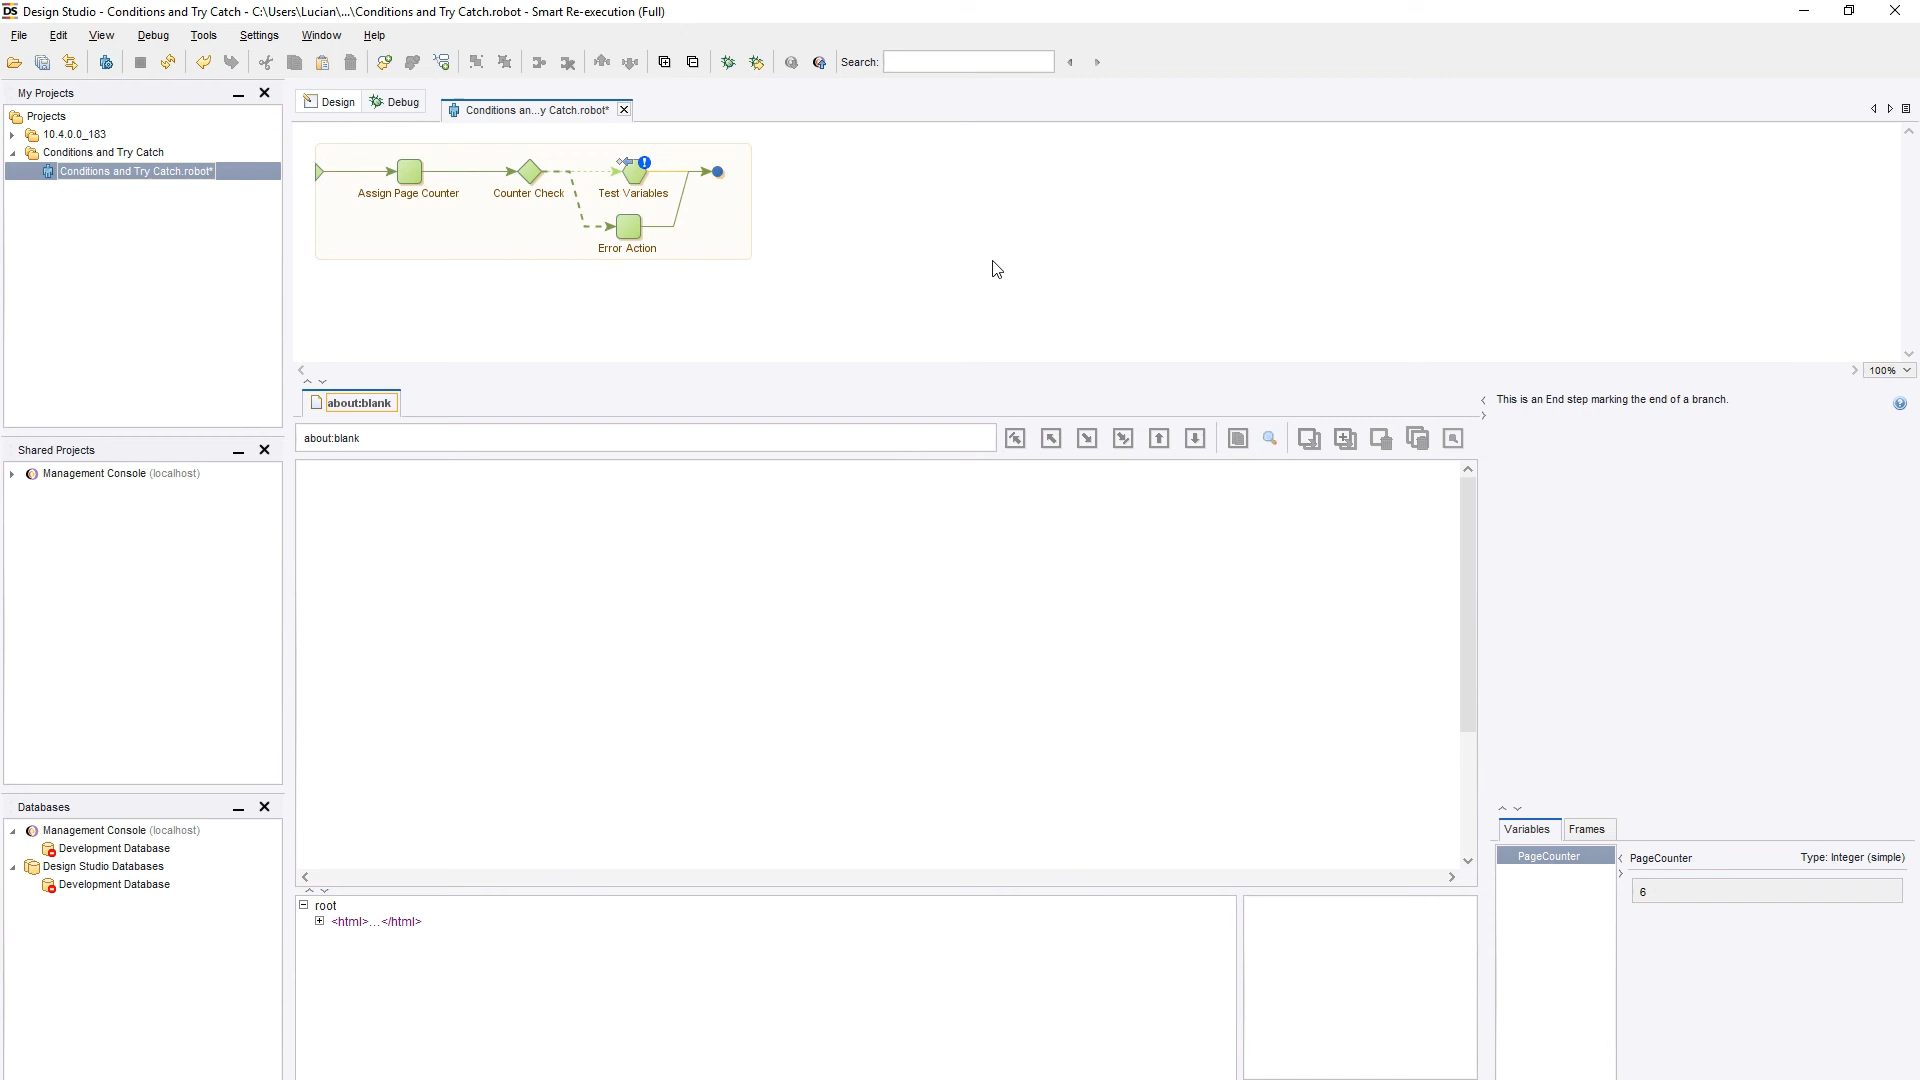 DS Design Studio - Conditions and Try Catch - C:\Users\Lucian\...\Conditions and Try Catch.robot - Smart Re-execution (Full)
File Edit View Debug Tools Settings Window Help
Search:
My Projects
Projects
10.4.0.0_183
Conditions and Try Catch
Conditions and Try Catch.robot*
Shared Projects
Management Console (localhost)
Databases
Management Console (localhost)
Development Database
Design Studio Databases
Development Database
Design Debug
Conditions an...y Catch.robot*
Assign Page Counter Counter Check Test Variables
Error Action
100%
about:blank
about:blank
root
<html>...</html>
This is an End step marking the end of a branch.
Variables Frames
PageCounter
PageCounter Type: Integer (simple)
6